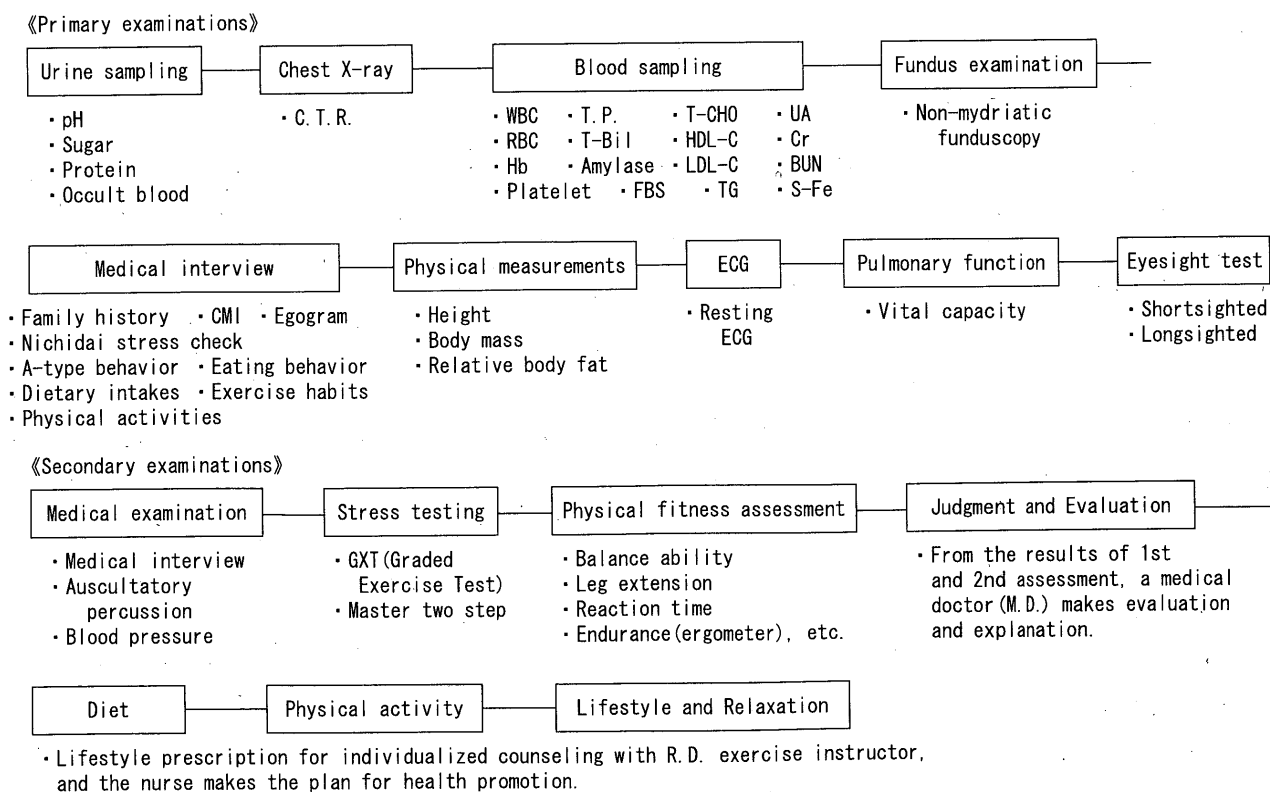 《Primary examinations》
Urine sampling Chest X-ray Blood sampling Fundus examination
・pH ・C.T.R. ・WBC ・T.P. ・T-CHO ・UA ・Non-mydriatic
・Sugar ・RBC ・T-Bil ・HDL-C ・Cr funduscopy
・Protein ・Hb ・Amylase ・LDL-C ・BUN
・Occult blood ・Platelet ・FBS ・TG ・S-Fe
Medical interview Physical measurements ECG Pulmonary function Eyesight test
・Family history ・CMI ・Egogram ・Height ・Resting ・Vital capacity ・Shortsighted
・Nichidai stress check ・Body mass ECG ・Longsighted
・A-type behavior ・Eating behavior ・Relative body fat
・Dietary intakes ・Exercise habits
・Physical activities
《Secondary examinations》
Medical examination Stress testing Physical fitness assessment Judgment and Evaluation
・Medical interview ・GXT(Graded ・Balance ability ・From the results of 1st
・Auscultatory Exercise Test) ・Leg extension and 2nd assessment, a medical
percussion ・Master two step ・Reaction time doctor(M.D.) makes evaluation
・Blood pressure ・Endurance(ergometer), etc. and explanation.
Diet Physical activity Lifestyle and Relaxation
・Lifestyle prescription for individualized counseling with R.D. exercise instructor,
and the nurse makes the plan for health promotion.